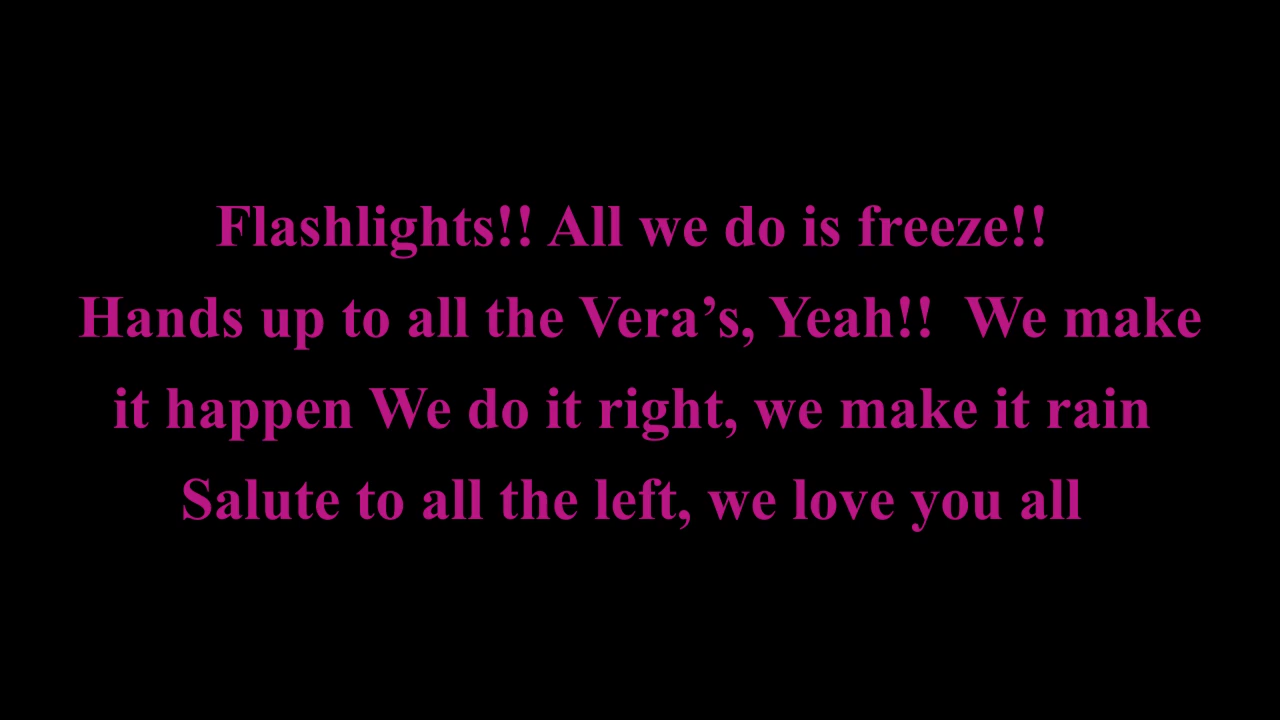 Flashlights!! All we do is freeze!!
Hands up to all the Vera’s, Yeah!!  We make
it happen We do it right, we make it rain
Salute to all the left, we love you all